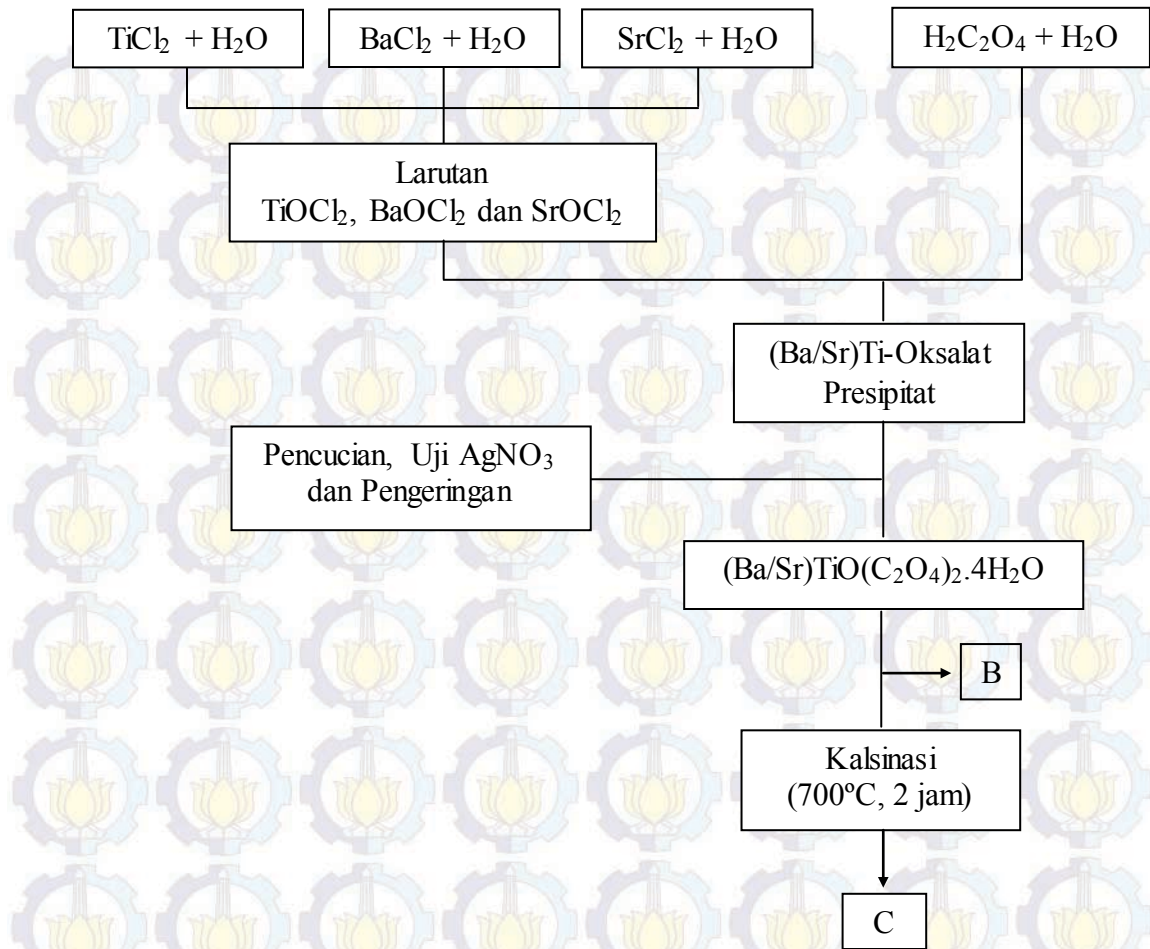 TiCl₂ + H₂O
BaCl₂ + H₂O
SrCl₂ + H₂O
H₂C₂O₄ + H₂O
Larutan
TiOCl₂, BaOCl₂ dan SrOCl₂
(Ba/Sr)Ti-Oksalat
Presipitat
Pencucian, Uji AgNO₃
dan Pengeringan
(Ba/Sr)TiO(C₂O₄)₂.4H₂O
B
Kalsinasi
(700ºC, 2 jam)
C